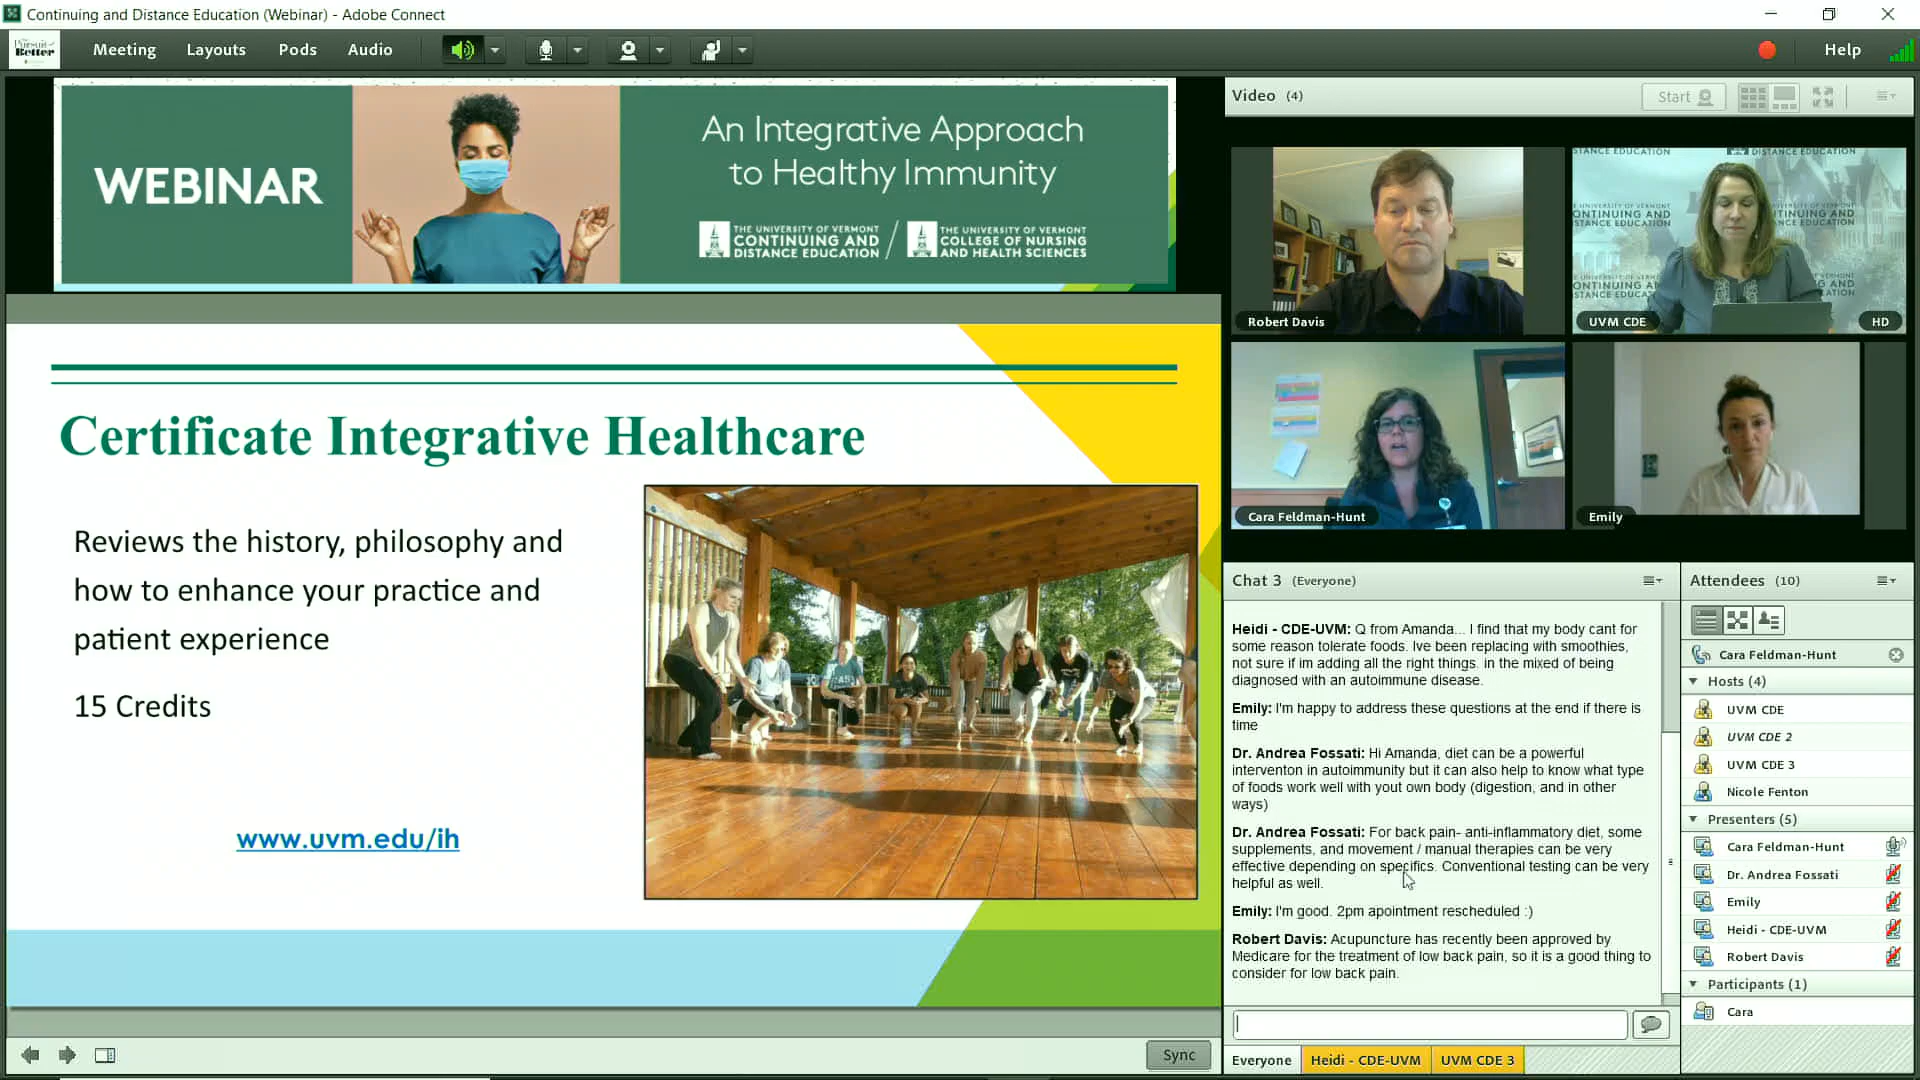 Continuing and Distance Education (Webinar) - Adobe Connect
Pursuit of
Better
Meeting
Layouts
Pods
Audio
Help
WEBINAR
An Integrative Approach
to Healthy Immunity
THE UNIVERSITY OF VERMONT
CONTINUING AND
DISTANCE EDUCATION
THE UNIVERSITY OF VERMONT
COLLEGE OF NURSING
AND HEALTH SCIENCES
Certificate Integrative Healthcare
Reviews the history, philosophy and
how to enhance your practice and
patient experience
15 Credits
www.uvm.edu/ih
Sync
Video (4)
Start
Robert Davis
UVM CDE
HD
Cara Feldman-Hunt
Emily
Chat 3 (Everyone)
Heidi - CDE-UVM: Q from Amanda... I find that my body cant for
some reason tolerate foods. Ive been replacing with smoothies,
not sure if im adding all the right things. in the mixed of being
diagnosed with an autoimmune disease.
Emily: I'm happy to address these questions at the end if there is
time
Dr. Andrea Fossati: Hi Amanda, diet can be a powerful
interventon in autoimmunity but it can also help to know what type
of foods work well with yout own body (digestion, and in other
ways)
Dr. Andrea Fossati: For back pain- anti-inflammatory diet, some
supplements, and movement / manual therapies can be very
effective depending on specifics. Conventional testing can be very
helpful as well.
Emily: I'm good. 2pm apointment rescheduled :)
Robert Davis: Acupuncture has recently been approved by
Medicare for the treatment of low back pain, so it is a good thing to
consider for low back pain.
Everyone
Heidi - CDE-UVM
UVM CDE 3
Attendees (10)
Cara Feldman-Hunt
Hosts (4)
UVM CDE
UVM CDE 2
UVM CDE 3
Nicole Fenton
Presenters (5)
Cara Feldman-Hunt
Dr. Andrea Fossati
Emily
Heidi - CDE-UVM
Robert Davis
Participants (1)
Cara